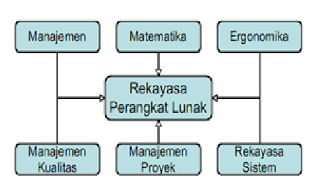 Manajemen
Matematika
Ergonomika
Rekayasa
Perangkat Lunak
Manajemen
Kualitas
Manajemen
Proyek
Rekayasa
Sistem